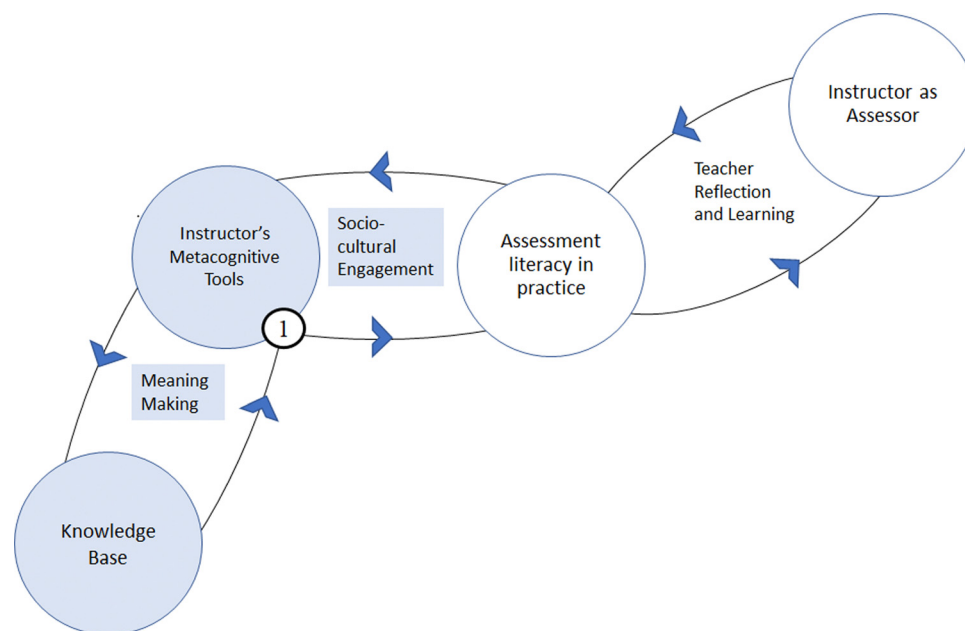 Instructor as
Assessor
Teacher
Reflection
and Learning
Instructor's
Metacognitive
Tools
Socio-
cultural
Engagement
Assessment
literacy in
practice
1
Meaning
Making
Knowledge
Base